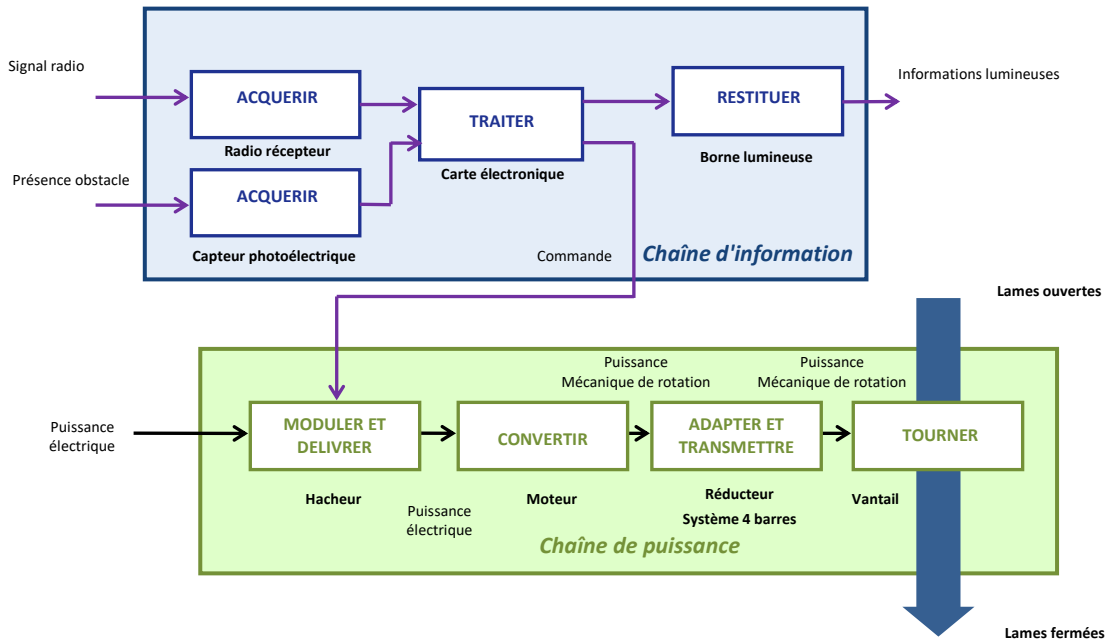 Signal radio
ACQUERIR
Radio récepteur
Présence obstacle
ACQUERIR
Capteur photoélectrique
TRAITER
Carte électronique
RESTITUER
Borne lumineuse
Informations lumineuses
Commande
Chaîne d'information
Lames ouvertes
Puissance
électrique
MODULER ET
DELIVRER
Hacheur
Puissance
électrique
CONVERTIR
Moteur
Puissance
Mécanique de rotation
ADAPTER ET
TRANSMETTRE
Réducteur
Système 4 barres
Puissance
Mécanique de rotation
TOURNER
Vantail
Chaîne de puissance
Lames fermées